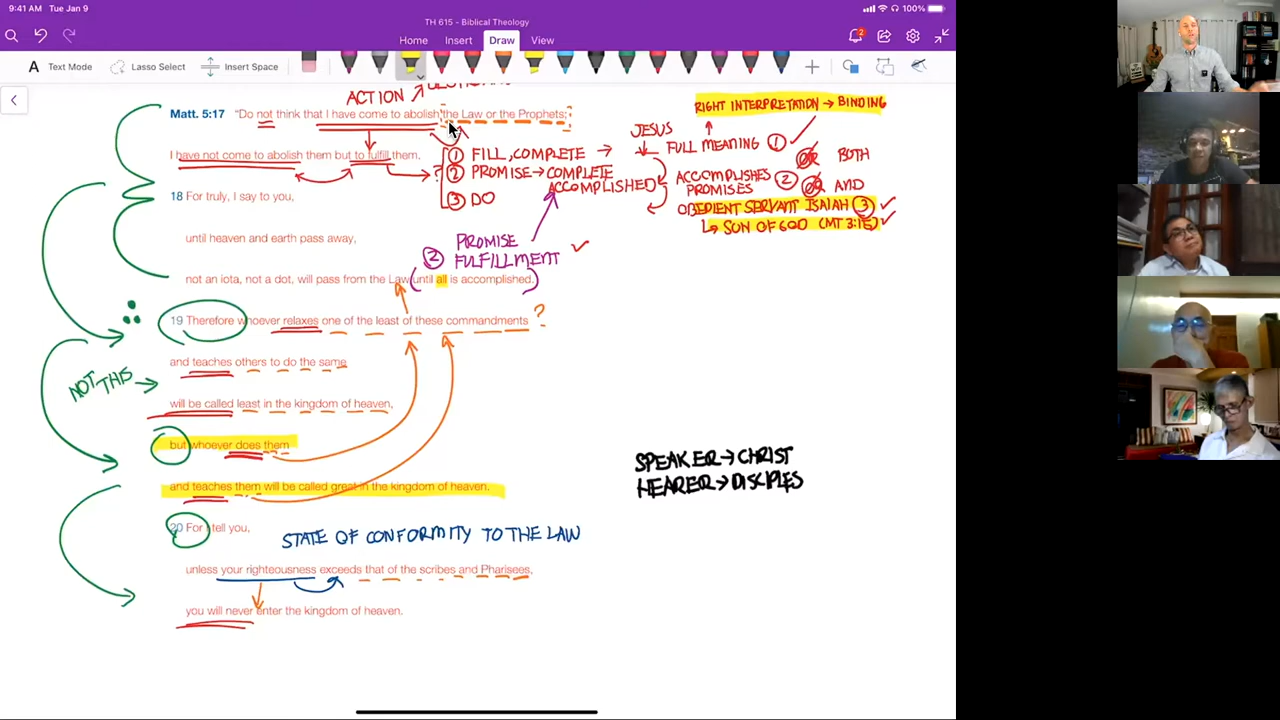 9:41 AM Tue Jan 9
100%
TH 615 - Biblical Theology
Home Insert Draw View
2
A Text Mode Lasso Select Insert Space
ACTION
RIGHT INTERPRETATION → BINDING
Matt. 5:17 "Do not think that I have come to abolish the Law or the Prophets;
JESUS
FULL MEANING 1
1 FILL, COMPLETE →
I have not come to abolish them but to fulfill them.
?
BOTH
2 PROMISE → COMPLETE
ACCOMPLISHES
PROMISES 2
ACCOMPLISHED
AND
18 For truly, I say to you,
3 DO
OBEDIENT SERVANT ISAIAH 3 ✓
↳ SON OF GOD (MT 3:15) ✓
until heaven and earth pass away,
2 PROMISE
FULFILLMENT ✓
not an iota, not a dot, will pass from the Law (until all is accomplished.)
∴
19 Therefore whoever relaxes one of the least of these commandments ?
and teaches others to do the same
NOT THIS →
will be called least in the kingdom of heaven,
but whoever does them
SPEAKER → CHRIST
HEARER → DISCIPLES
and teaches them will be called great in the kingdom of heaven.
20 For I tell you,
STATE OF CONFORMITY TO THE LAW
unless your righteousness exceeds that of the scribes and Pharisees,
you will never enter the kingdom of heaven.